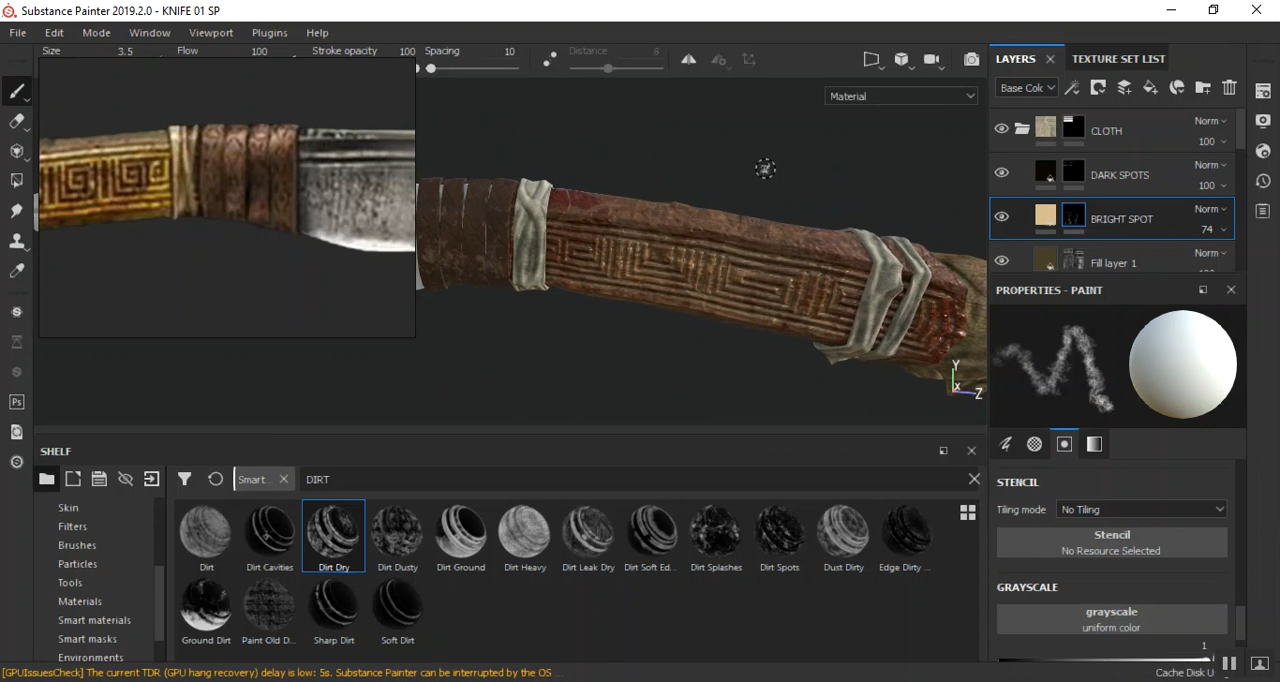 Substance Painter 2019.2.0 - KNIFE 01 SP
File Edit Mode Window Viewport Plugins Help
Size 3.5 Flow 100 Stroke opacity 100 Spacing 10 Distance 8
LAYERS TEXTURE SET LIST
Base Col
Material
Norm
CLOTH
100
Norm
DARK SPOTS
100
Norm
BRIGHT SPOT
74
Norm
Fill layer 1
PROPERTIES - PAINT
Y
X
Z
Ps
SHELF
Smart... DIRT
Skin
Filters
Brushes
Particles
Tools
Materials
Smart materials
Smart masks
Environments
Dirt Dirt Cavities Dirt Dry Dirt Dusty Dirt Ground Dirt Heavy Dirt Leak Dry Dirt Soft Ed... Dirt Splashes Dirt Spots Dust Dirty Edge Dirty ...
Ground Dirt Paint Old D... Sharp Dirt Soft Dirt
STENCIL
Tiling mode No Tiling
Stencil
No Resource Selected
GRAYSCALE
grayscale
uniform color
1
[GPUIssuesCheck] The current TDR (GPU hang recovery) delay is low: 5s. Substance Painter can be interrupted by the OS ...
Cache Disk U